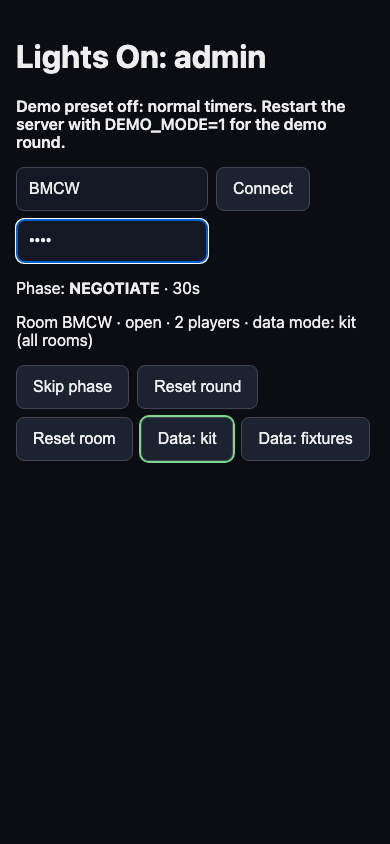 Lights On: admin
Demo preset off: normal timers. Restart the
server with DEMO_MODE=1 for the demo
round.
BMCW
Connect
••••
Phase: NEGOTIATE · 30s
Room BMCW · open · 2 players · data mode: kit
(all rooms)
Skip phase
Reset round
Reset room
Data: kit
Data: fixtures